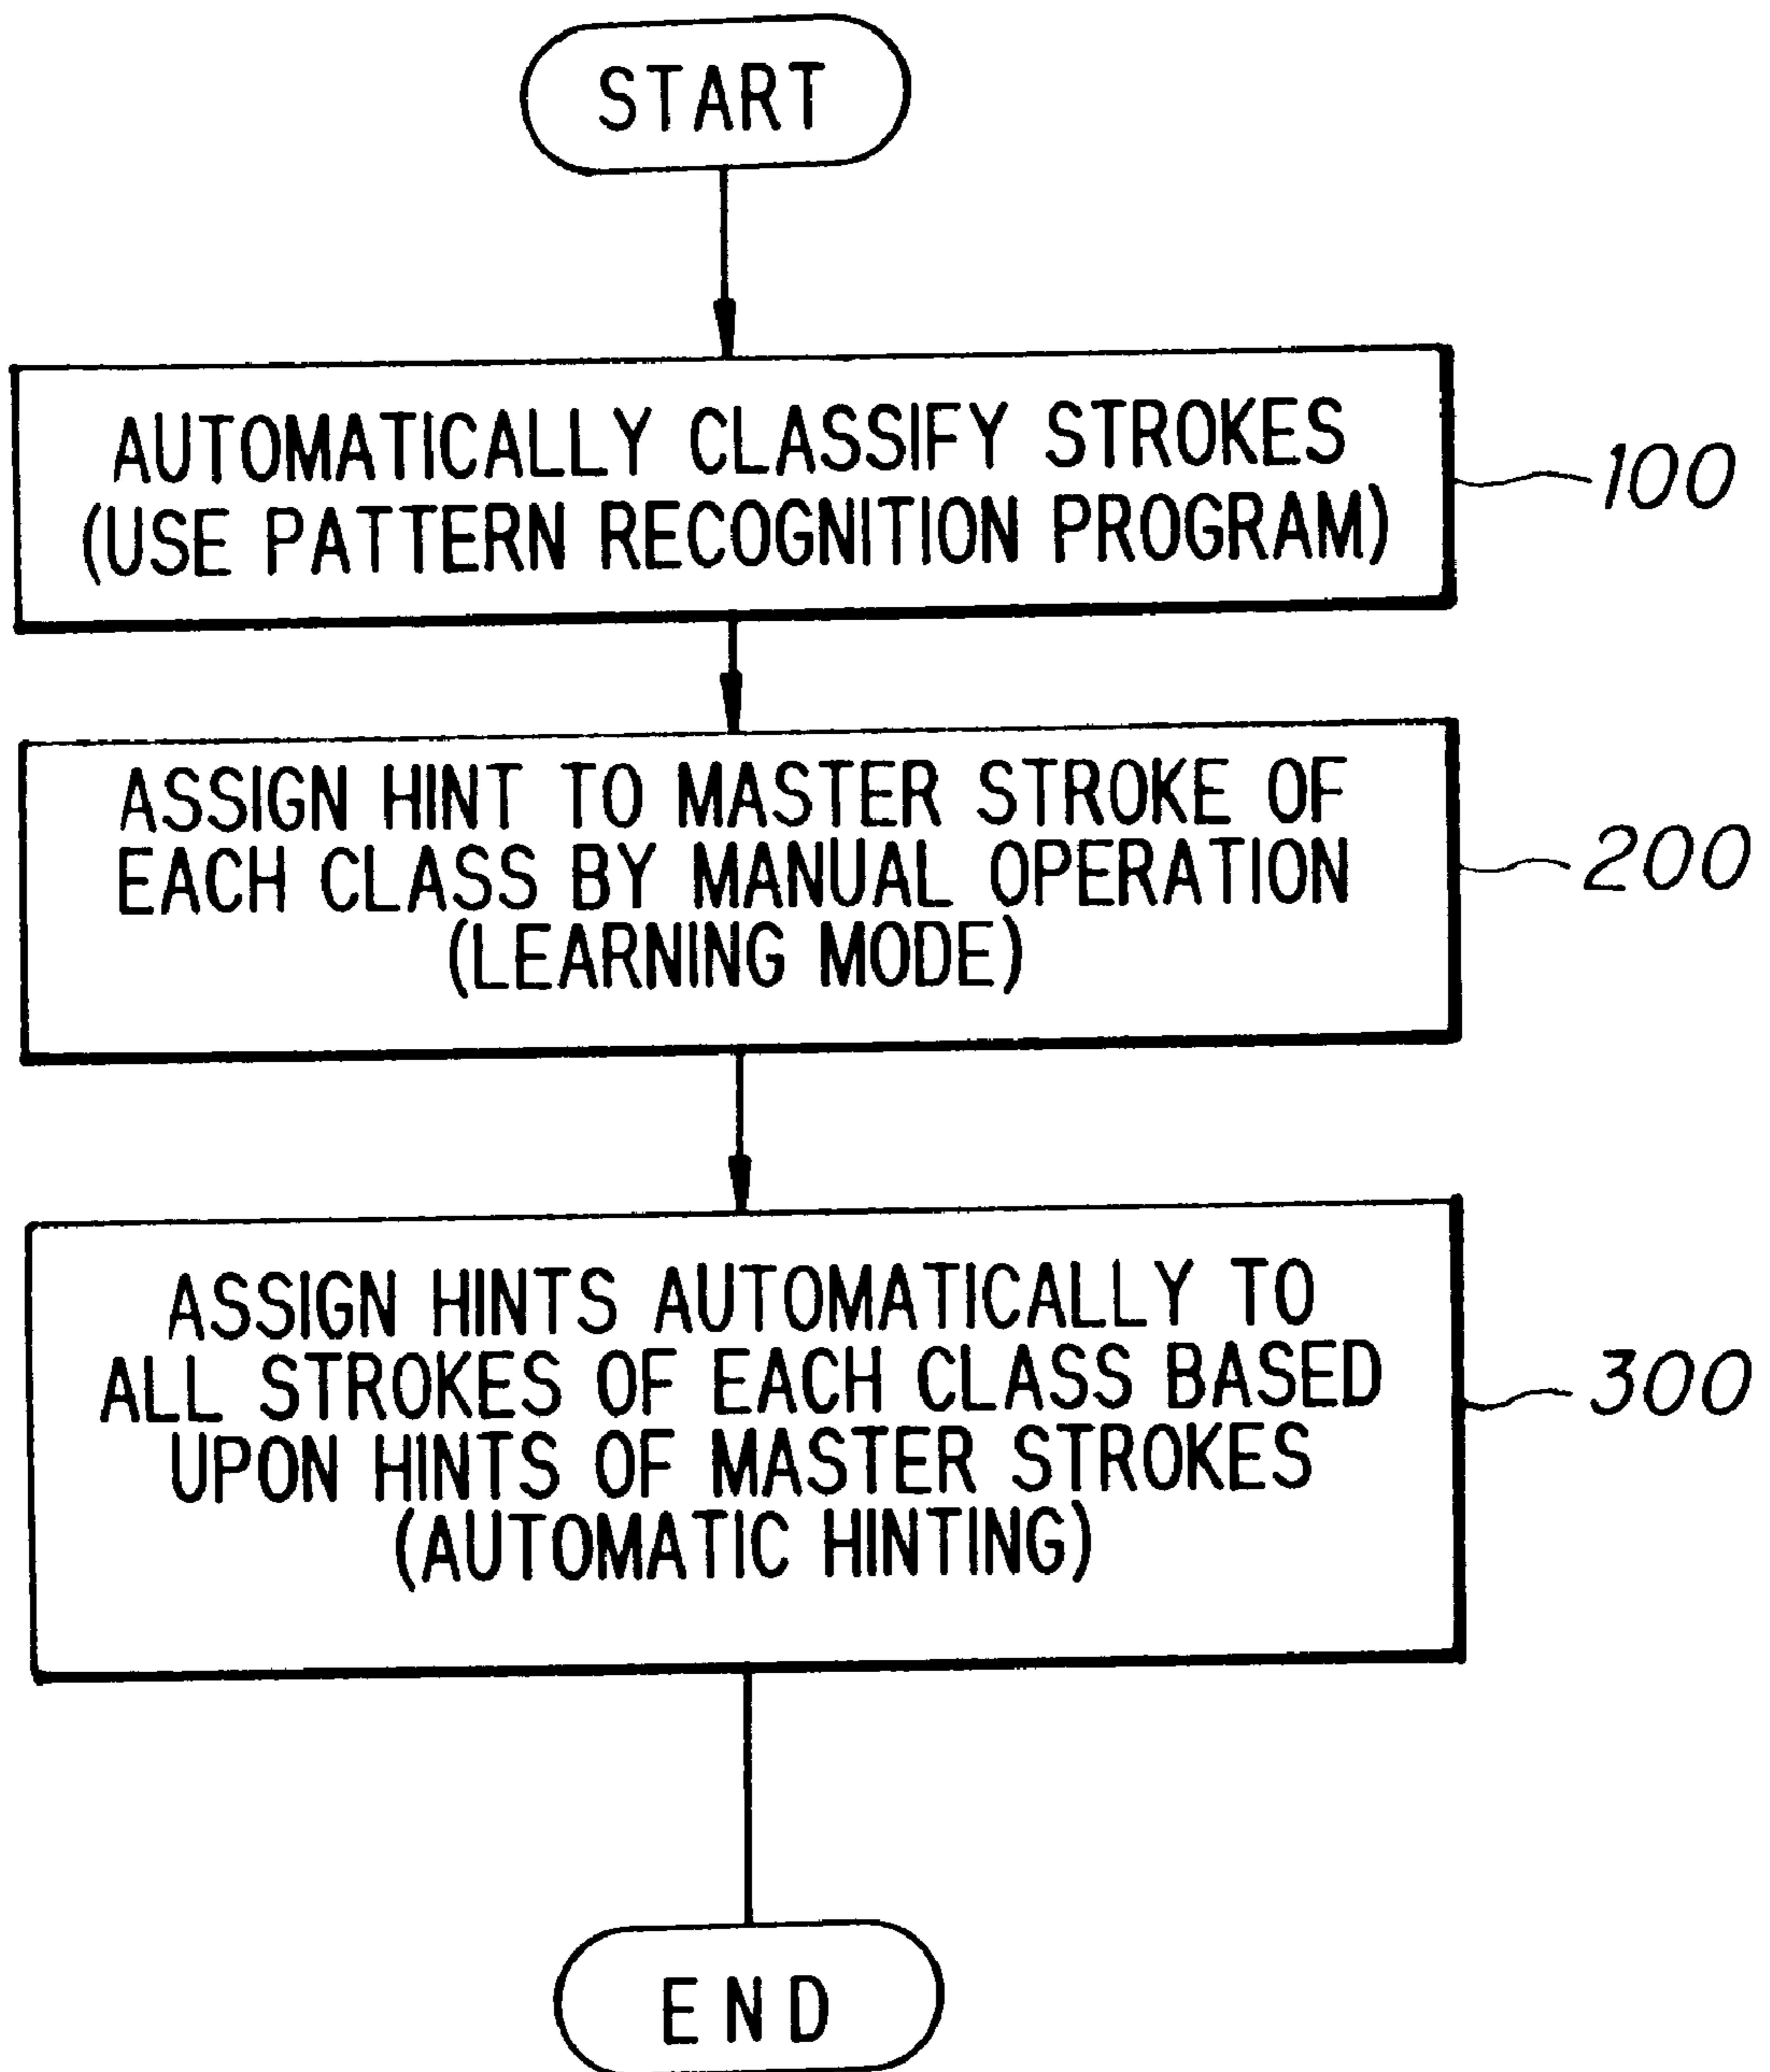 START
AUTOMATICALLY CLASSIFY STROKES
(USE PATTERN RECOGNITION PROGRAM)
100
ASSIGN HINT TO MASTER STROKE OF
EACH CLASS BY MANUAL OPERATION
(LEARNING MODE)
200
ASSIGN HINTS AUTOMATICALLY TO
ALL STROKES OF EACH CLASS BASED
UPON HINTS OF MASTER STROKES
(AUTOMATIC HINTING)
300
END